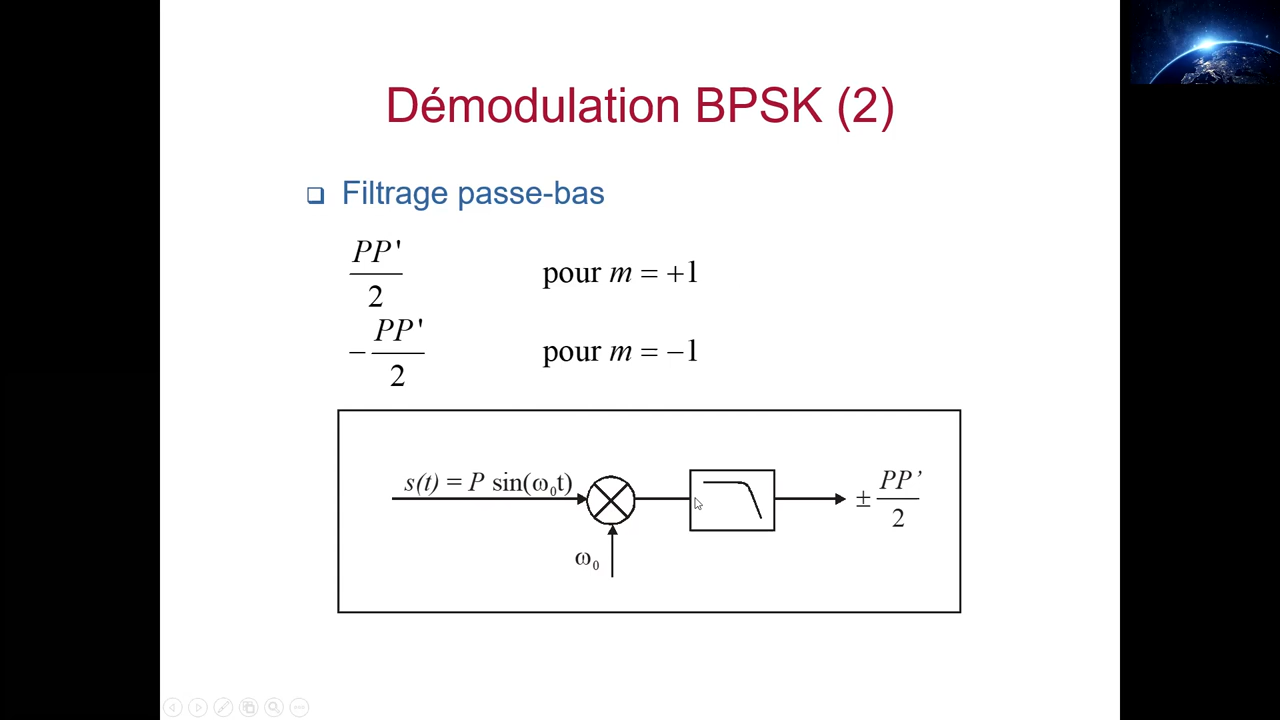 Démodulation BPSK (2)
Filtrage passe-bas
PP'
2
pour m = +1
− PP'
2
pour m = −1
s(t) = P sin(ω₀t)
ω₀
± PP’
2